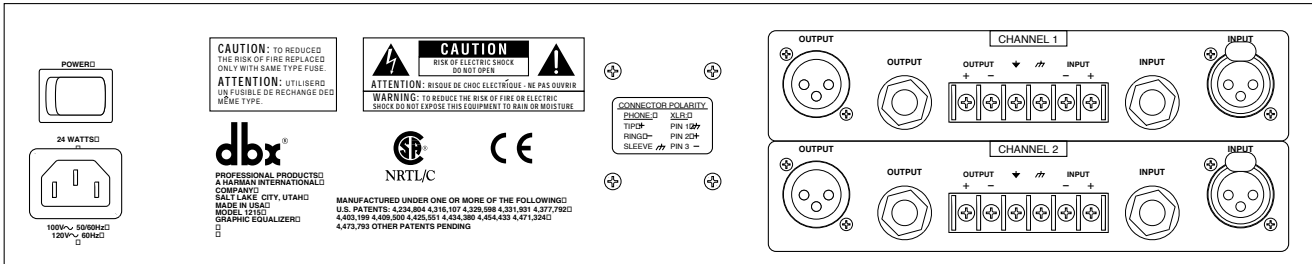 POWER
24 WATTS
100V~ 50/60Hz
120V~ 60Hz
CAUTION: TO REDUCE
THE RISK OF FIRE REPLACE
ONLY WITH SAME TYPE FUSE.
ATTENTION: UTILISER
UN FUSIBLE DE RECHANGE DE
MÊME TYPE.
CAUTION
RISK OF ELECTRIC SHOCK
DO NOT OPEN
ATTENTION: RISQUE DE CHOC ELECTRIQUE - NE PAS OUVRIR
WARNING: TO REDUCE THE RISK OF FIRE OR ELECTRIC
SHOCK DO NOT EXPOSE THIS EQUIPMENT TO RAIN OR MOISTURE
dbx®
PROFESSIONAL PRODUCTS
A HARMAN INTERNATIONAL
COMPANY
SALT LAKE CITY, UTAH
MADE IN USA
MODEL 1215
GRAPHIC EQUALIZER
SA ®
NRTL/C
CE
MANUFACTURED UNDER ONE OR MORE OF THE FOLLOWING
U.S. PATENTS: 4,234,804 4,316,107 4,329,598 4,331,931 4,377,792
4,403,199 4,409,500 4,425,551 4,434,380 4,454,433 4,471,324
4,473,793 OTHER PATENTS PENDING
CONNECTOR POLARITY
PHONE: XLR:
TIP + PIN 1
RING − PIN 2 +
SLEEVE PIN 3 −
CHANNEL 1
OUTPUT
OUTPUT
OUTPUT INPUT
+ − − +
INPUT
INPUT
CHANNEL 2
OUTPUT
OUTPUT
OUTPUT INPUT
+ − − +
INPUT
INPUT